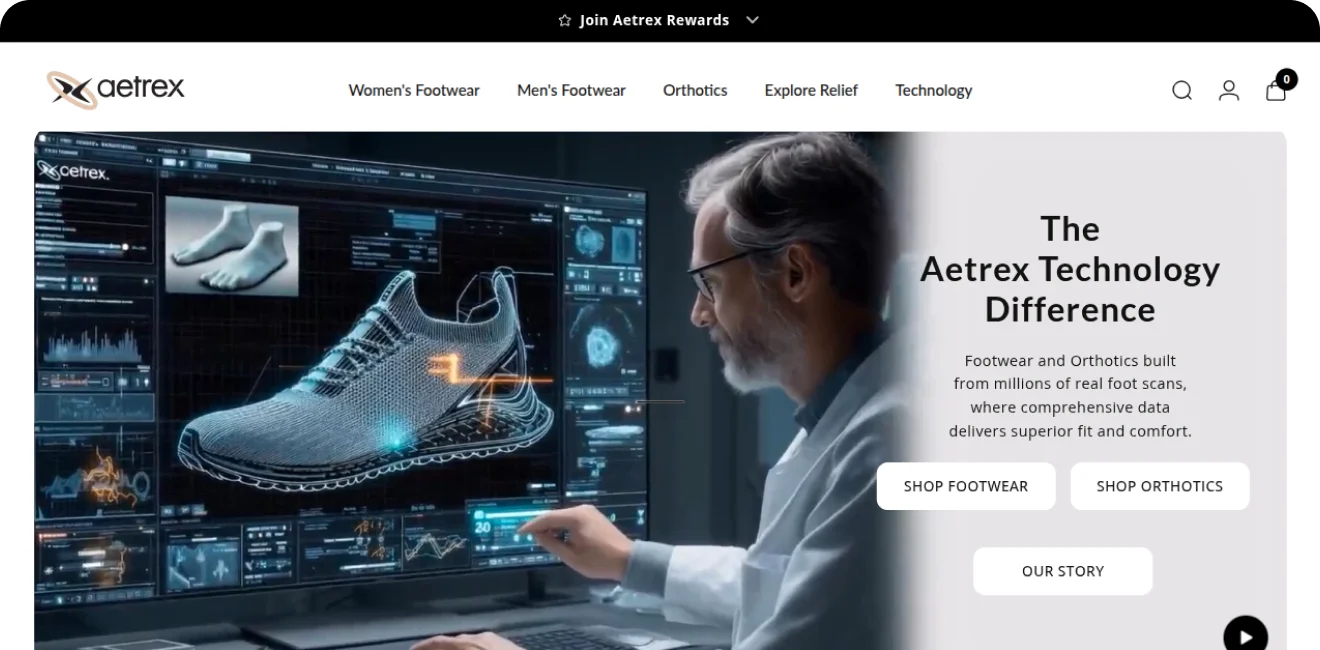 Join Aetrex Rewards
aetrex
Women's Footwear
Men's Footwear
Orthotics
Explore Relief
Technology
0
aetrex.
20
The
Aetrex Technology
Difference
Footwear and Orthotics built
from millions of real foot scans,
where comprehensive data
delivers superior fit and comfort.
SHOP FOOTWEAR
SHOP ORTHOTICS
OUR STORY